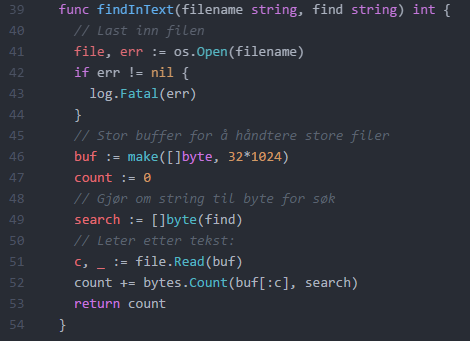 39 func findInText(filename string, find string) int {
40 // Last inn filen
41 file, err := os.Open(filename)
42 if err != nil {
43 log.Fatal(err)
44 }
45 // Stor buffer for å håndtere store filer
46 buf := make([]byte, 32*1024)
47 count := 0
48 // Gjør om string til byte for søk
49 search := []byte(find)
50 // Leter etter tekst:
51 c, _ := file.Read(buf)
52 count += bytes.Count(buf[:c], search)
53 return count
54 }